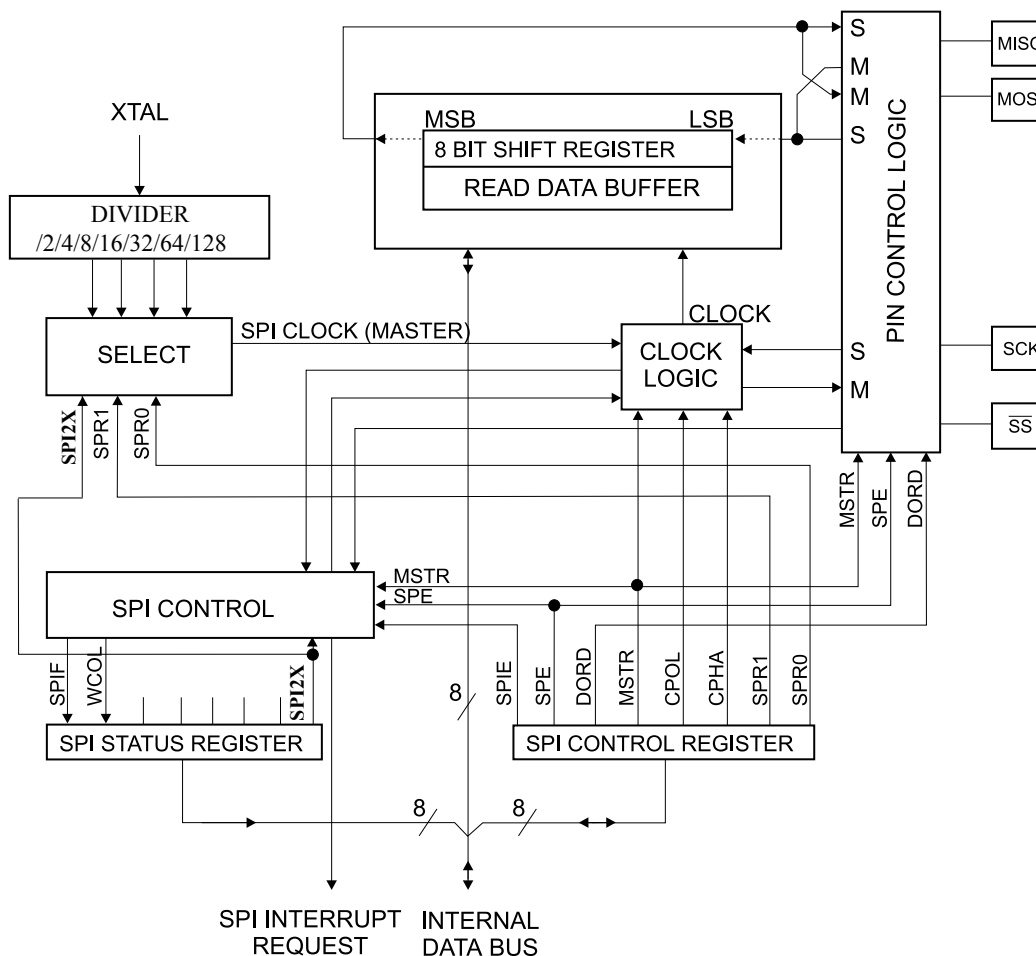 S
MISO
M
M
MOSI
XTAL
MSB
LSB
S
8 BIT SHIFT REGISTER
READ DATA BUFFER
PIN CONTROL LOGIC
DIVIDER
/2/4/8/16/32/64/128
CLOCK
SPI CLOCK (MASTER)
SELECT
CLOCK
LOGIC
S
M
SCK
SS
SPI2X
SPR1
SPR0
MSTR
SPE
DORD
MSTR
SPE
SPI CONTROL
SPIF
WCOL
SPI2X
8
SPIE
SPE
DORD
MSTR
CPOL
CPHA
SPR1
SPR0
SPI STATUS REGISTER
SPI CONTROL REGISTER
8
8
SPI INTERRUPT
REQUEST
INTERNAL
DATA BUS